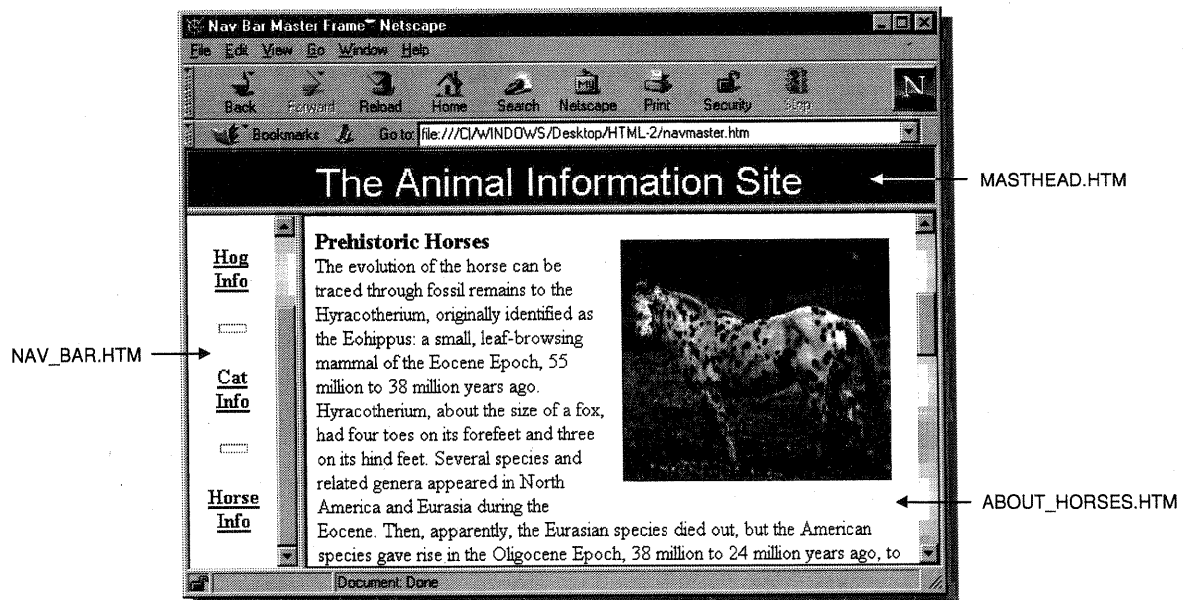 Nav Bar Master Frame - Netscape
File Edit View Go Window Help
Back Forward Reload Home Search Netscape Print Security Stop
My
N
Bookmarks Go to: file:///C|/WINDOWS/Desktop/HTML-2/navmaster.htm
The Animal Information Site
MASTHEAD.HTM
Hog
Info
Cat
Info
Horse
Info
NAV_BAR.HTM
Prehistoric Horses
The evolution of the horse can be
traced through fossil remains to the
Hyracotherium, originally identified as
the Eohippus: a small, leaf-browsing
mammal of the Eocene Epoch, 55
million to 38 million years ago.
Hyracotherium, about the size of a fox,
had four toes on its forefeet and three
on its hind feet. Several species and
related genera appeared in North
America and Eurasia during the
Eocene. Then, apparently, the Eurasian species died out, but the American
species gave rise in the Oligocene Epoch, 38 million to 24 million years ago, to
ABOUT_HORSES.HTM
Document: Done